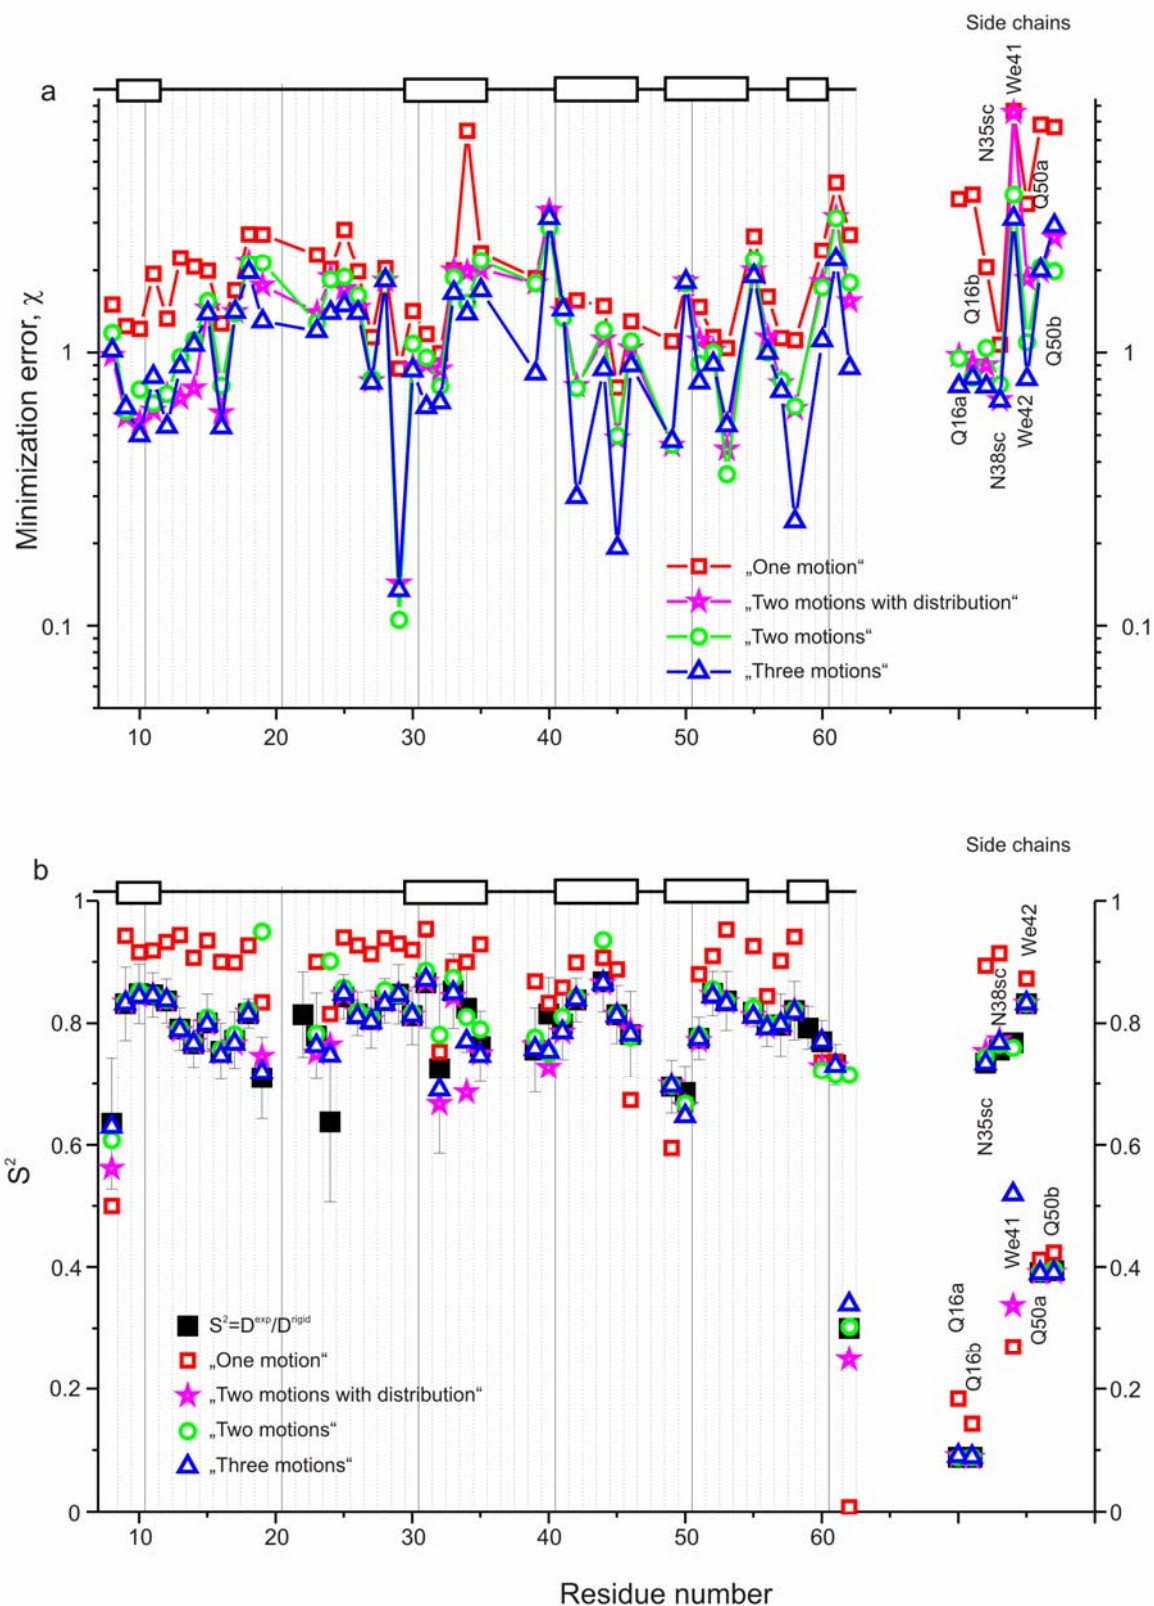 Side chains
a
We41
N35sc
Q50a
Q16b
Q16a
N38sc
We42
Q50b
Minimization error, χ
1
0.1
1
0.1
„One motion“
„Two motions with distribution“
„Two motions“
„Three motions“
10 20 30 40 50 60
Side chains
b
1
0.8
0.6
0.4
0.2
0
1
0.8
0.6
0.4
0.2
0
S²
We42
N38sc
N35sc
We41
Q50b
Q16a
Q50a
Q16b
S²=Dᵉˣᵖ/Dʳⁱᵍⁱᵈ
„One motion“
„Two motions with distribution“
„Two motions“
„Three motions“
10 20 30 40 50 60
Residue number